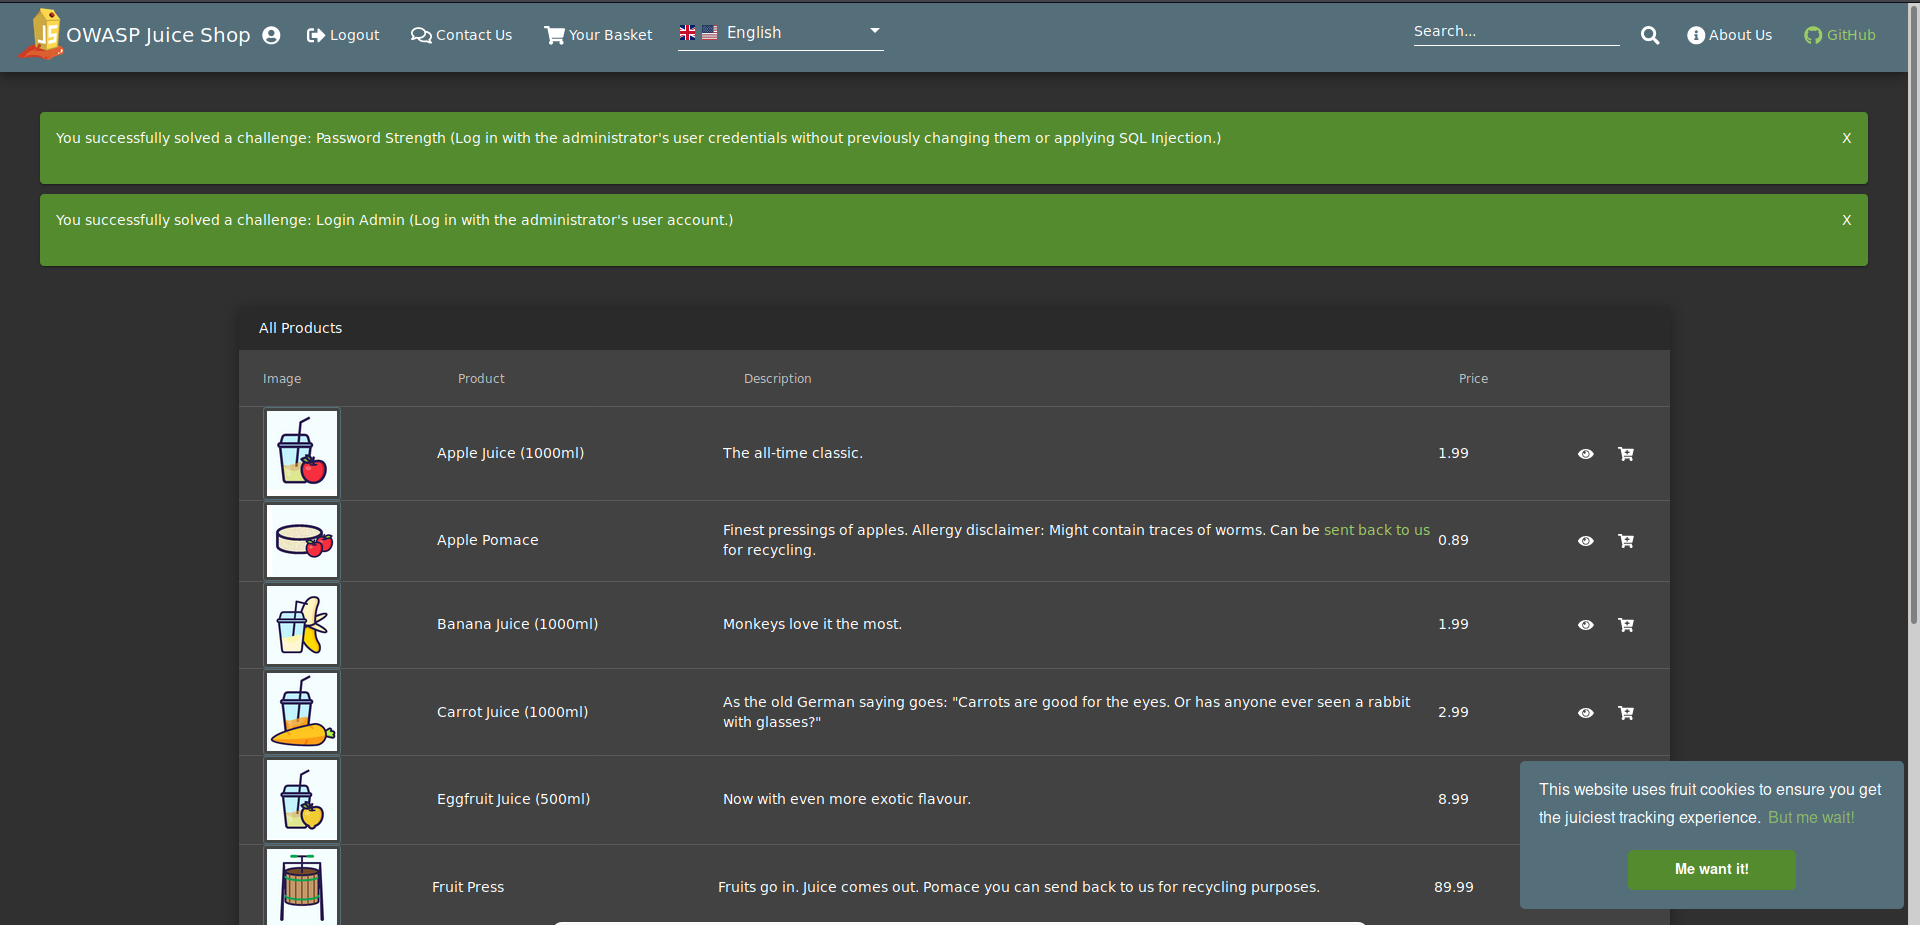 OWASP Juice Shop Logout Contact Us Your Basket English Search... About Us GitHub
You successfully solved a challenge: Password Strength (Log in with the administrator's user credentials without previously changing them or applying SQL Injection.) X
You successfully solved a challenge: Login Admin (Log in with the administrator's user account.) X
All Products
Image Product Description Price
Apple Juice (1000ml) The all-time classic. 1.99
Apple Pomace Finest pressings of apples. Allergy disclaimer: Might contain traces of worms. Can be sent back to us
for recycling. 0.89
Banana Juice (1000ml) Monkeys love it the most. 1.99
Carrot Juice (1000ml) As the old German saying goes: "Carrots are good for the eyes. Or has anyone ever seen a rabbit
with glasses?" 2.99
Eggfruit Juice (500ml) Now with even more exotic flavour. 8.99
Fruit Press Fruits go in. Juice comes out. Pomace you can send back to us for recycling purposes. 89.99
This website uses fruit cookies to ensure you get
the juiciest tracking experience. But me wait!
Me want it!